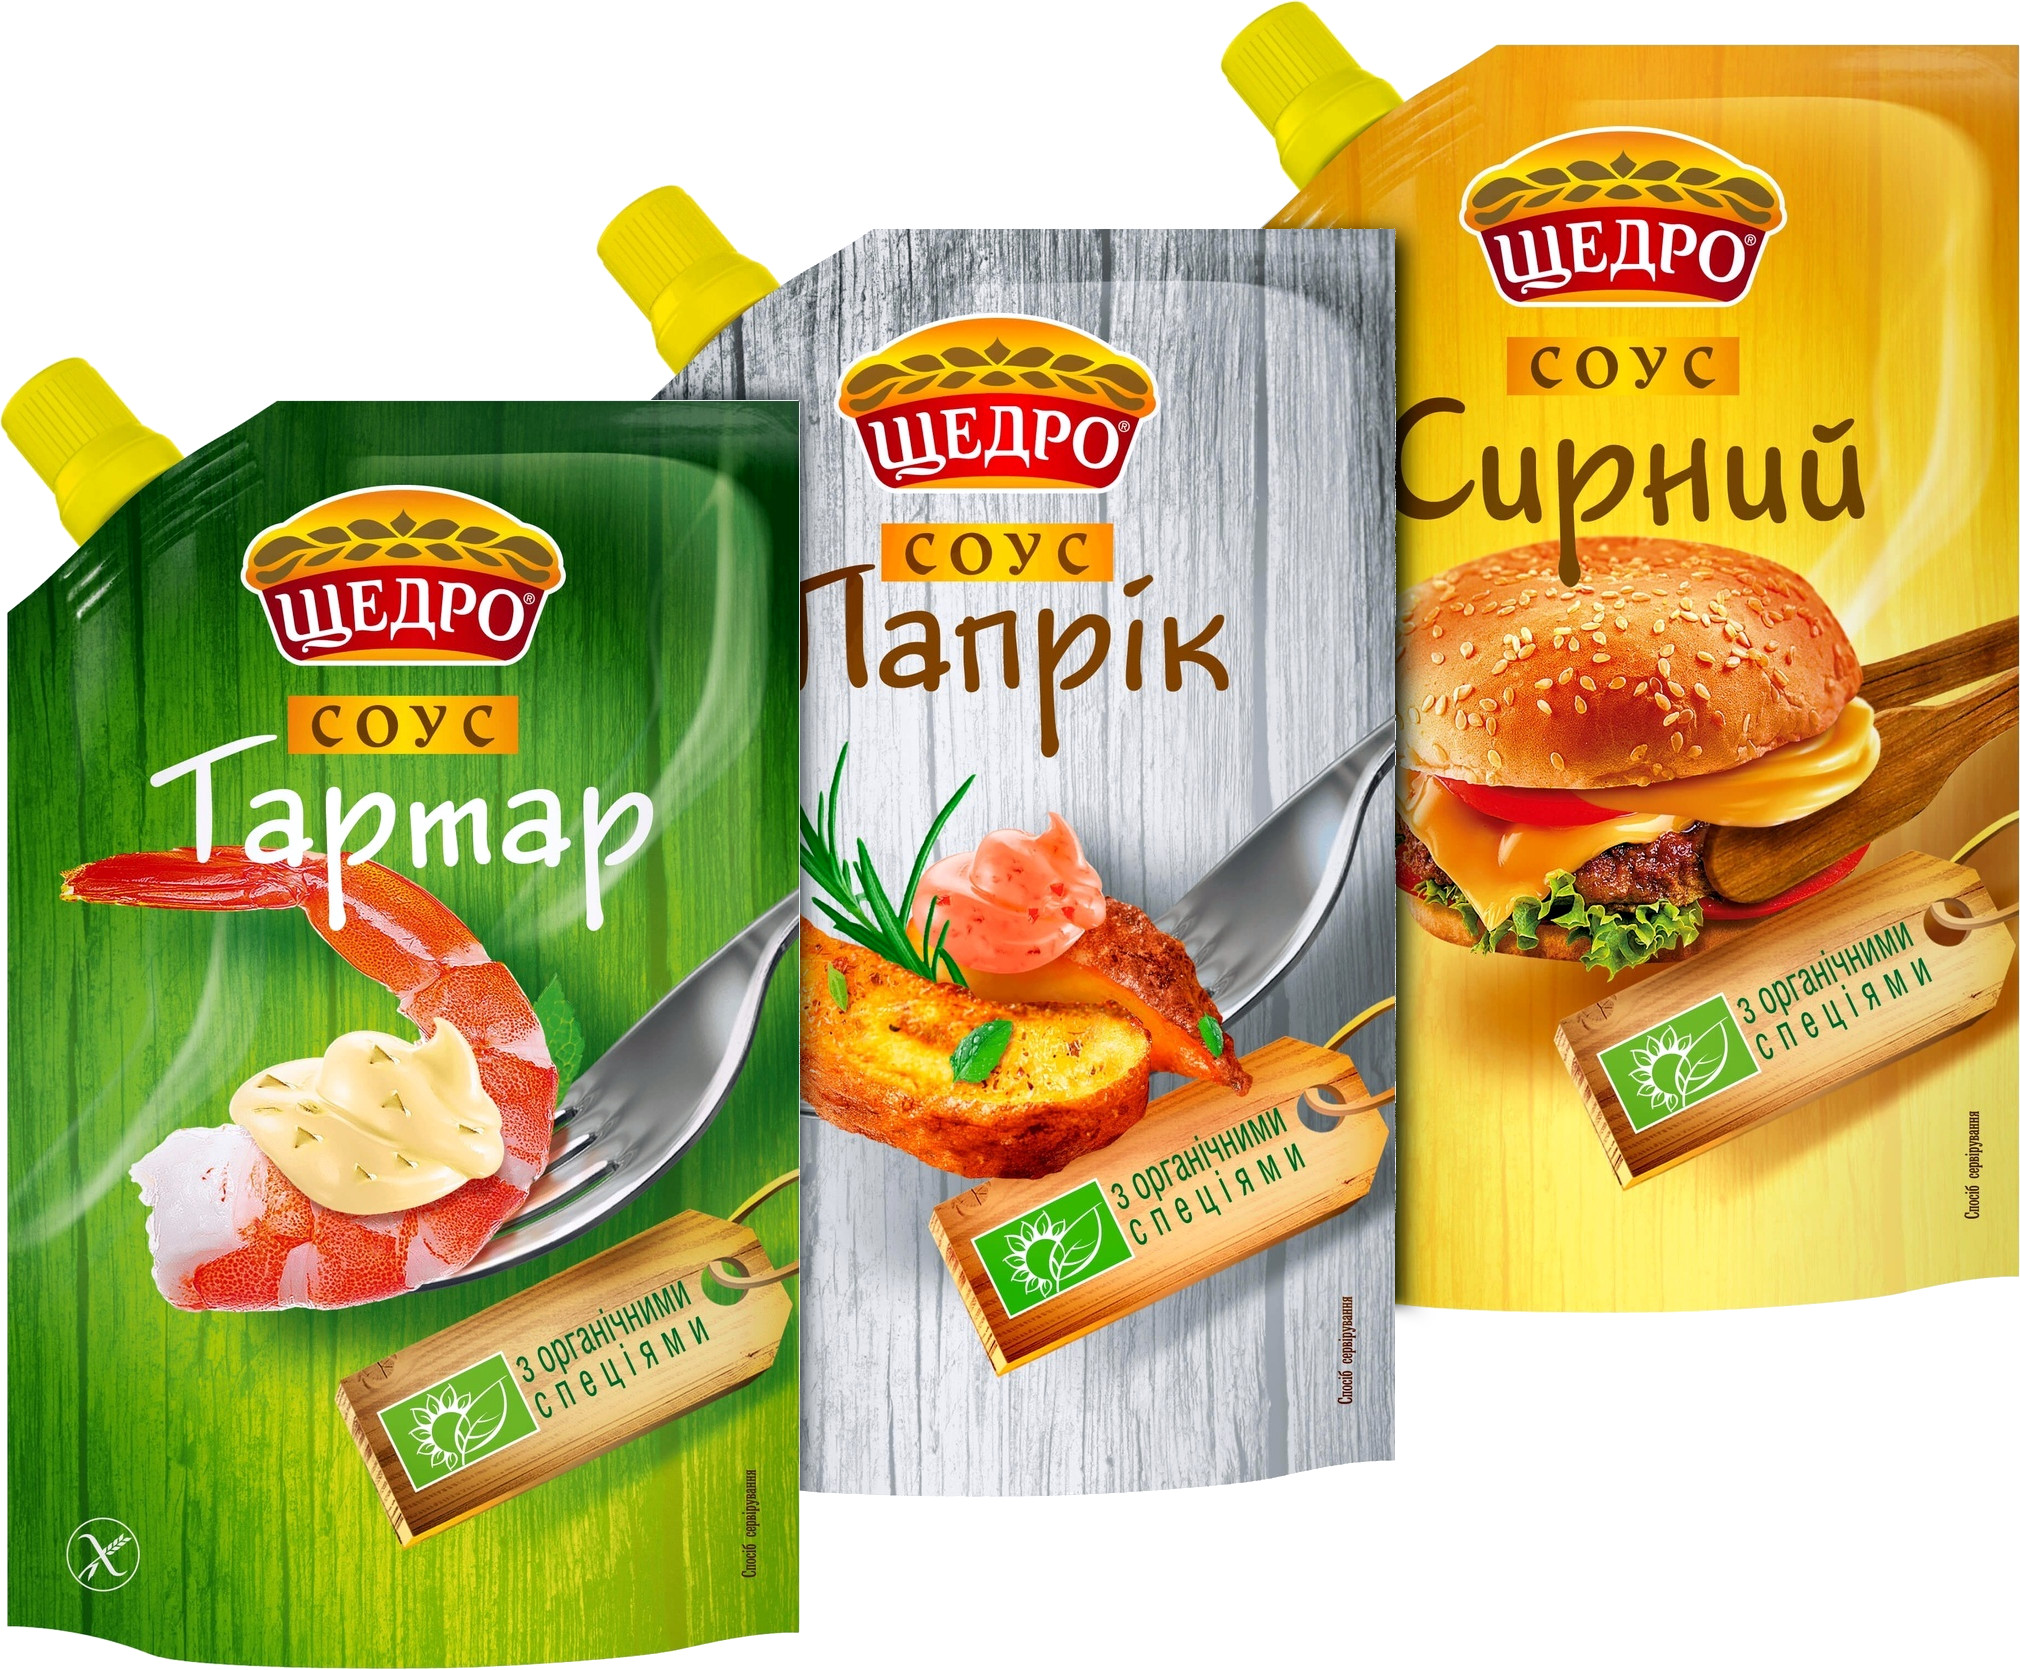 ЩЕДРО®
СОУС
Тартар
з органічними
спеціями
Спосіб сервірування
ЩЕДРО®
СОУС
Папрік
з органічними
спеціями
Спосіб сервірування
ЩЕДРО®
СОУС
Сирний
з органічними
спеціями
Спосіб сервірування